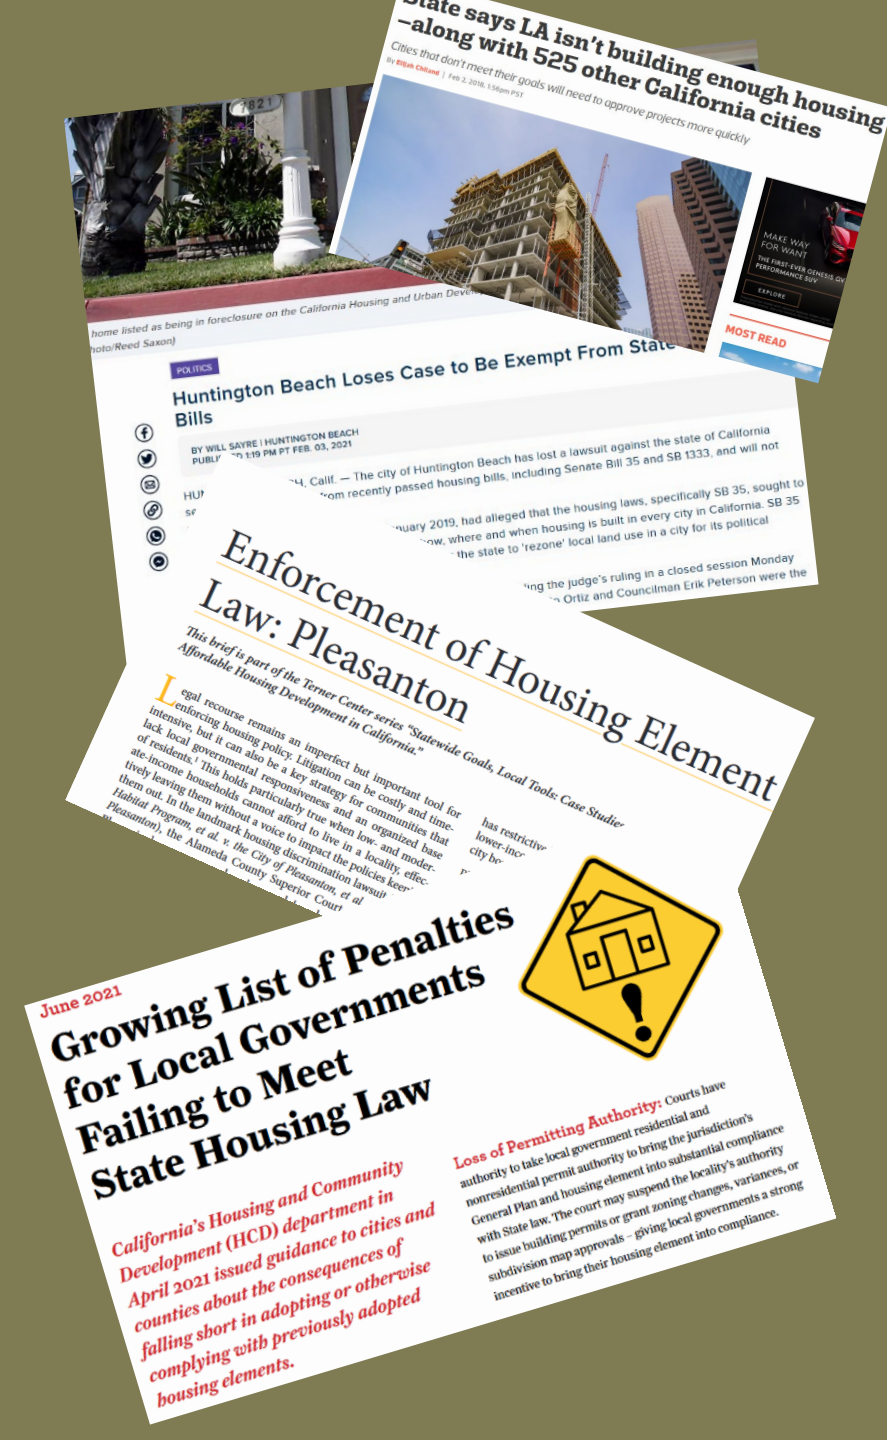 State says LA isn't building enough housing
—along with 525 other California cities
Cities that don't meet their goals will need to approve projects more quickly
By Elijah Chiland | Feb 2, 2018, 1:56pm PST
MAKE WAY
FOR WANT
THE FIRST-EVER GENESIS
PERFORMANCE SUV
EXPLORE
MOST READ
7821
home listed as being in foreclosure on the California Housing and Urban
Photo/Reed Saxon)
POLITICS
Huntington Beach Loses Case to Be Exempt From State
Bills
BY WILL SAYRE | HUNTINGTON BEACH
1:19 PM PT FEB. 03, 2021
Calif. — The city of Huntington Beach has lost a lawsuit against the state of California
from recently passed housing bills, including Senate Bill 35 and SB 1333, and will not
2019, had alleged that the housing laws, specifically SB 35, sought to
where and when housing is built in every city in California. SB 35
the state to 'rezone' local land use in a city for its political
the judge's ruling in a closed session Monday
Ortiz and Councilman Erik Peterson were the
Enforcement of Housing Element
Law: Pleasanton
This brief is part of the Terner Center series "Statewide Goals, Local Tools: Case Studies
Affordable Housing Development in California."
Legal recourse remains an imperfect but important tool for
enforcing housing policy. Litigation can be costly and time-
intensive, but it can also be a key strategy for communities that
lack local governmental responsiveness and an organized base
of residents.¹ This holds particularly true when low- and moder-
ate-income households cannot afford to live in a locality, effec-
tively leaving them without a voice to impact the policies
them out. In the landmark housing discrimination lawsuit
Habitat Program, et al. v. the City of Pleasanton, et al
Pleasanton), the Alameda County Superior Court
has restrictive
city
June 2021
Growing List of Penalties
for Local Governments
Failing to Meet
State Housing Law
California's Housing and Community
Development (HCD) department in
April 2021 issued guidance to cities and
counties about the consequences of
falling short in adopting or otherwise
complying with previously adopted
housing elements.
Loss of Permitting Authority: Courts have
authority to take local government residential and
nonresidential permit authority to bring the jurisdiction's
General Plan and housing element into substantial compliance
with State law. The court may suspend the locality's authority
to issue building permits or grant zoning changes, variances, or
subdivision map approvals – giving local governments a strong
incentive to bring their housing element into compliance.